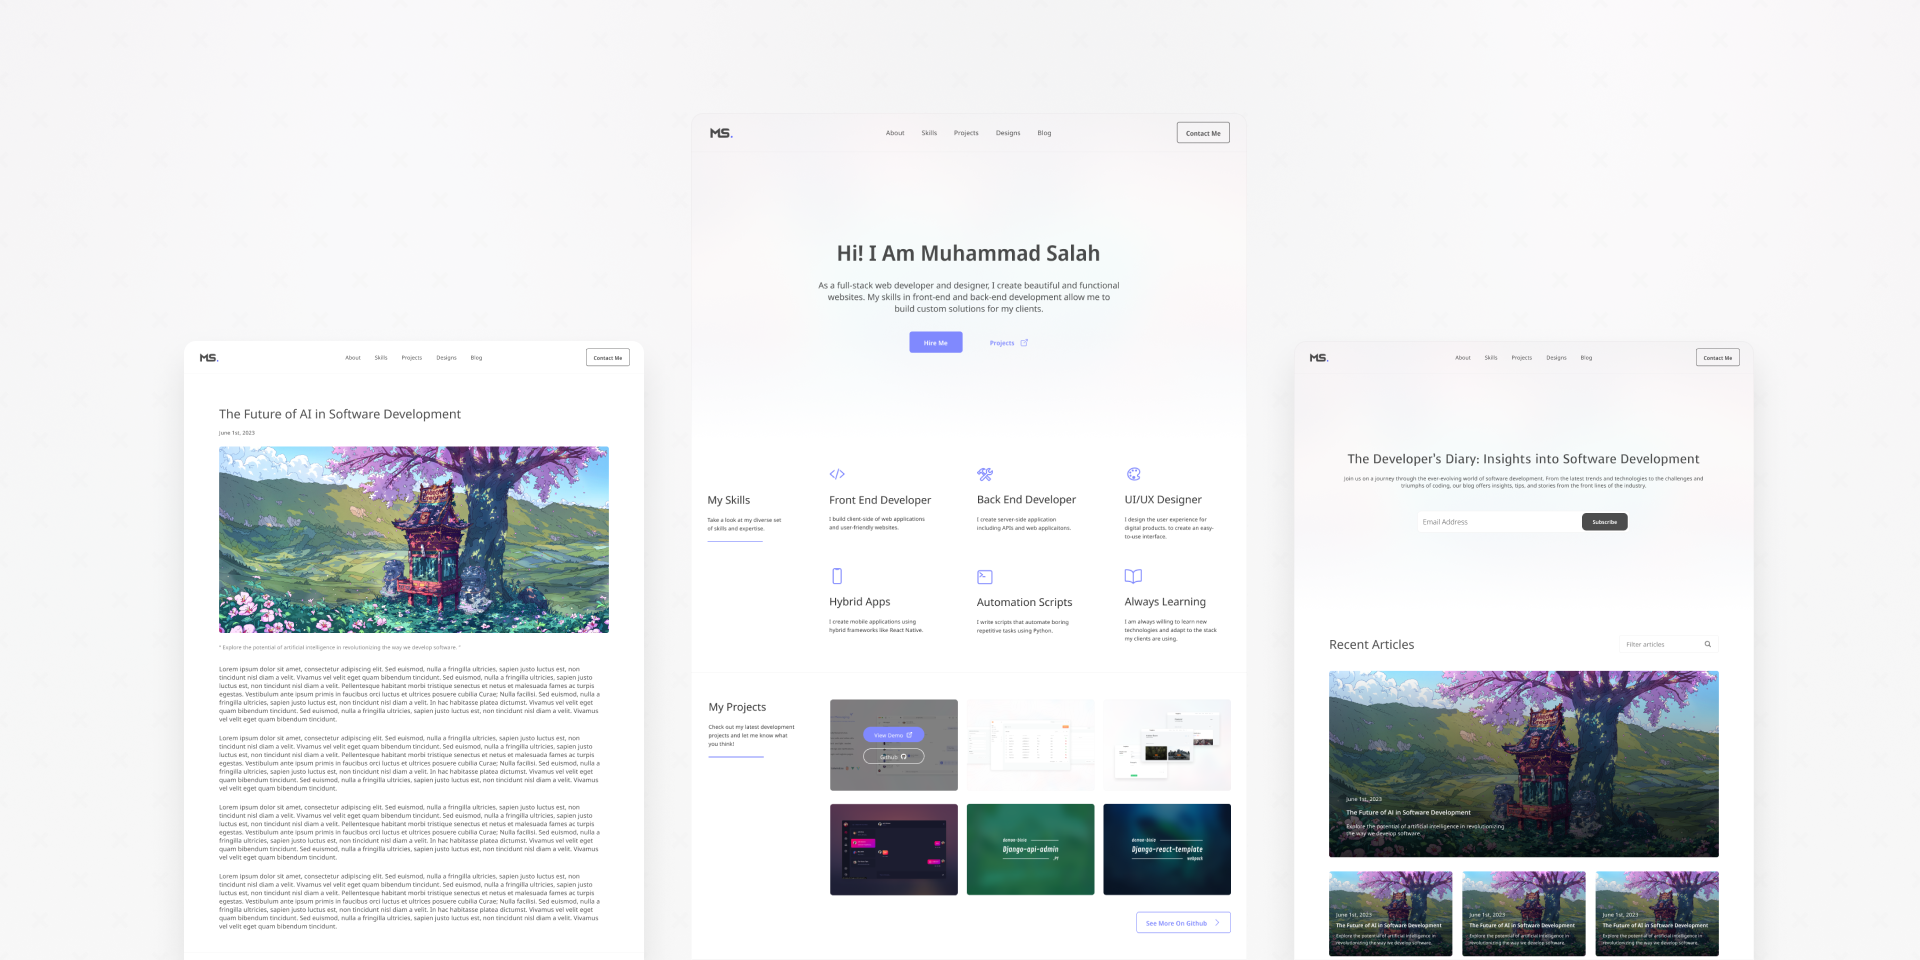 MS.
About
Skills
Projects
Designs
Blog
Contact Me
The Future of AI in Software Development
June 1st, 2023
" Explore the potential of artificial intelligence in revolutionizing the way we develop software. "
Lorem ipsum dolor sit amet, consectetur adipiscing elit. Sed euismod, nulla a fringilla ultricies, sapien justo luctus est, non
tincidunt nisl diam a velit. Vivamus vel velit eget quam bibendum tincidunt. Sed euismod, nulla a fringilla ultricies, sapien justo
luctus est, non tincidunt nisl diam a velit. Pellentesque habitant morbi tristique senectus et netus et malesuada fames ac turpis
egestas. Vestibulum ante ipsum primis in faucibus orci luctus et ultrices posuere cubilia Curae; Nulla facilisi. Sed euismod, nulla a
fringilla ultricies, sapien justo luctus est, non tincidunt nisl diam a velit. In hac habitasse platea dictumst. Vivamus vel velit eget
quam bibendum tincidunt. Sed euismod, nulla a fringilla ultricies, sapien justo luctus est, non tincidunt nisl diam a velit. Vivamus
vel velit eget quam bibendum tincidunt.
Lorem ipsum dolor sit amet, consectetur adipiscing elit. Sed euismod, nulla a fringilla ultricies, sapien justo luctus est, non
tincidunt nisl diam a velit. Vivamus vel velit eget quam bibendum tincidunt. Sed euismod, nulla a fringilla ultricies, sapien justo
luctus est, non tincidunt nisl diam a velit. Pellentesque habitant morbi tristique senectus et netus et malesuada fames ac turpis
egestas. Vestibulum ante ipsum primis in faucibus orci luctus et ultrices posuere cubilia Curae; Nulla facilisi. Sed euismod, nulla a
fringilla ultricies, sapien justo luctus est, non tincidunt nisl diam a velit. In hac habitasse platea dictumst. Vivamus vel velit eget
quam bibendum tincidunt. Sed euismod, nulla a fringilla ultricies, sapien justo luctus est, non tincidunt nisl diam a velit. Vivamus
vel velit eget quam bibendum tincidunt.
Lorem ipsum dolor sit amet, consectetur adipiscing elit. Sed euismod, nulla a fringilla ultricies, sapien justo luctus est, non
tincidunt nisl diam a velit. Vivamus vel velit eget quam bibendum tincidunt. Sed euismod, nulla a fringilla ultricies, sapien justo
luctus est, non tincidunt nisl diam a velit. Pellentesque habitant morbi tristique senectus et netus et malesuada fames ac turpis
egestas. Vestibulum ante ipsum primis in faucibus orci luctus et ultrices posuere cubilia Curae; Nulla facilisi. Sed euismod, nulla a
fringilla ultricies, sapien justo luctus est, non tincidunt nisl diam a velit. In hac habitasse platea dictumst. Vivamus vel velit eget
quam bibendum tincidunt. Sed euismod, nulla a fringilla ultricies, sapien justo luctus est, non tincidunt nisl diam a velit. Vivamus
vel velit eget quam bibendum tincidunt.
Lorem ipsum dolor sit amet, consectetur adipiscing elit. Sed euismod, nulla a fringilla ultricies, sapien justo luctus est, non
tincidunt nisl diam a velit. Vivamus vel velit eget quam bibendum tincidunt. Sed euismod, nulla a fringilla ultricies, sapien justo
luctus est, non tincidunt nisl diam a velit. Pellentesque habitant morbi tristique senectus et netus et malesuada fames ac turpis
egestas. Vestibulum ante ipsum primis in faucibus orci luctus et ultrices posuere cubilia Curae; Nulla facilisi. Sed euismod, nulla a
fringilla ultricies, sapien justo luctus est, non tincidunt nisl diam a velit. In hac habitasse platea dictumst. Vivamus vel velit eget
quam bibendum tincidunt. Sed euismod, nulla a fringilla ultricies, sapien justo luctus est, non tincidunt nisl diam a velit. Vivamus
vel velit eget quam bibendum tincidunt.
MS.
About
Skills
Projects
Designs
Blog
Contact Me
Hi! I Am Muhammad Salah
As a full-stack web developer and designer, I create beautiful and functional
websites. My skills in front-end and back-end development allow me to
build custom solutions for my clients.
Hire Me
Projects
My Skills
Take a look at my diverse set
of skills and expertise.
Front End Developer
I build client-side of web applications
and user-friendly websites.
Back End Developer
I create server-side application
including APIs and web applicaitons.
UI/UX Designer
I design the user experience for
digital products. to create an easy-
to-use interface.
Hybrid Apps
I create mobile applications using
hybrid frameworks like React Native.
Automation Scripts
I write scripts that automate boring
repetitive tasks using Python.
Always Learning
I am always willing to learn new
technologies and adapt to the stack
my clients are using.
My Projects
Check out my latest development
projects and let me know what
you think!
View Demo
Github
Django-api-admin
.PY
Django-react-template
webpack
See More On Github
MS.
About
Skills
Projects
Designs
Blog
Contact Me
The Developer's Diary: Insights into Software Development
Join us on a journey through the ever-evolving world of software development. From the latest trends and technologies to the challenges and
triumphs of coding, our blog offers insights, tips, and stories from the front lines of the industry.
Email Address
Subscribe
Recent Articles
Filter articles
June 1st, 2023
The Future of AI in Software Development
Explore the potential of artificial intelligence in revolutionizing
the way we develop software.
June 1st, 2023
The Future of AI in Software Development
Explore the potential of artificial intelligence in
revolutionizing the way we develop software.
June 1st, 2023
The Future of AI in Software Development
Explore the potential of artificial intelligence in
revolutionizing the way we develop software.
June 1st, 2023
The Future of AI in Software Development
Explore the potential of artificial intelligence in
revolutionizing the way we develop software.